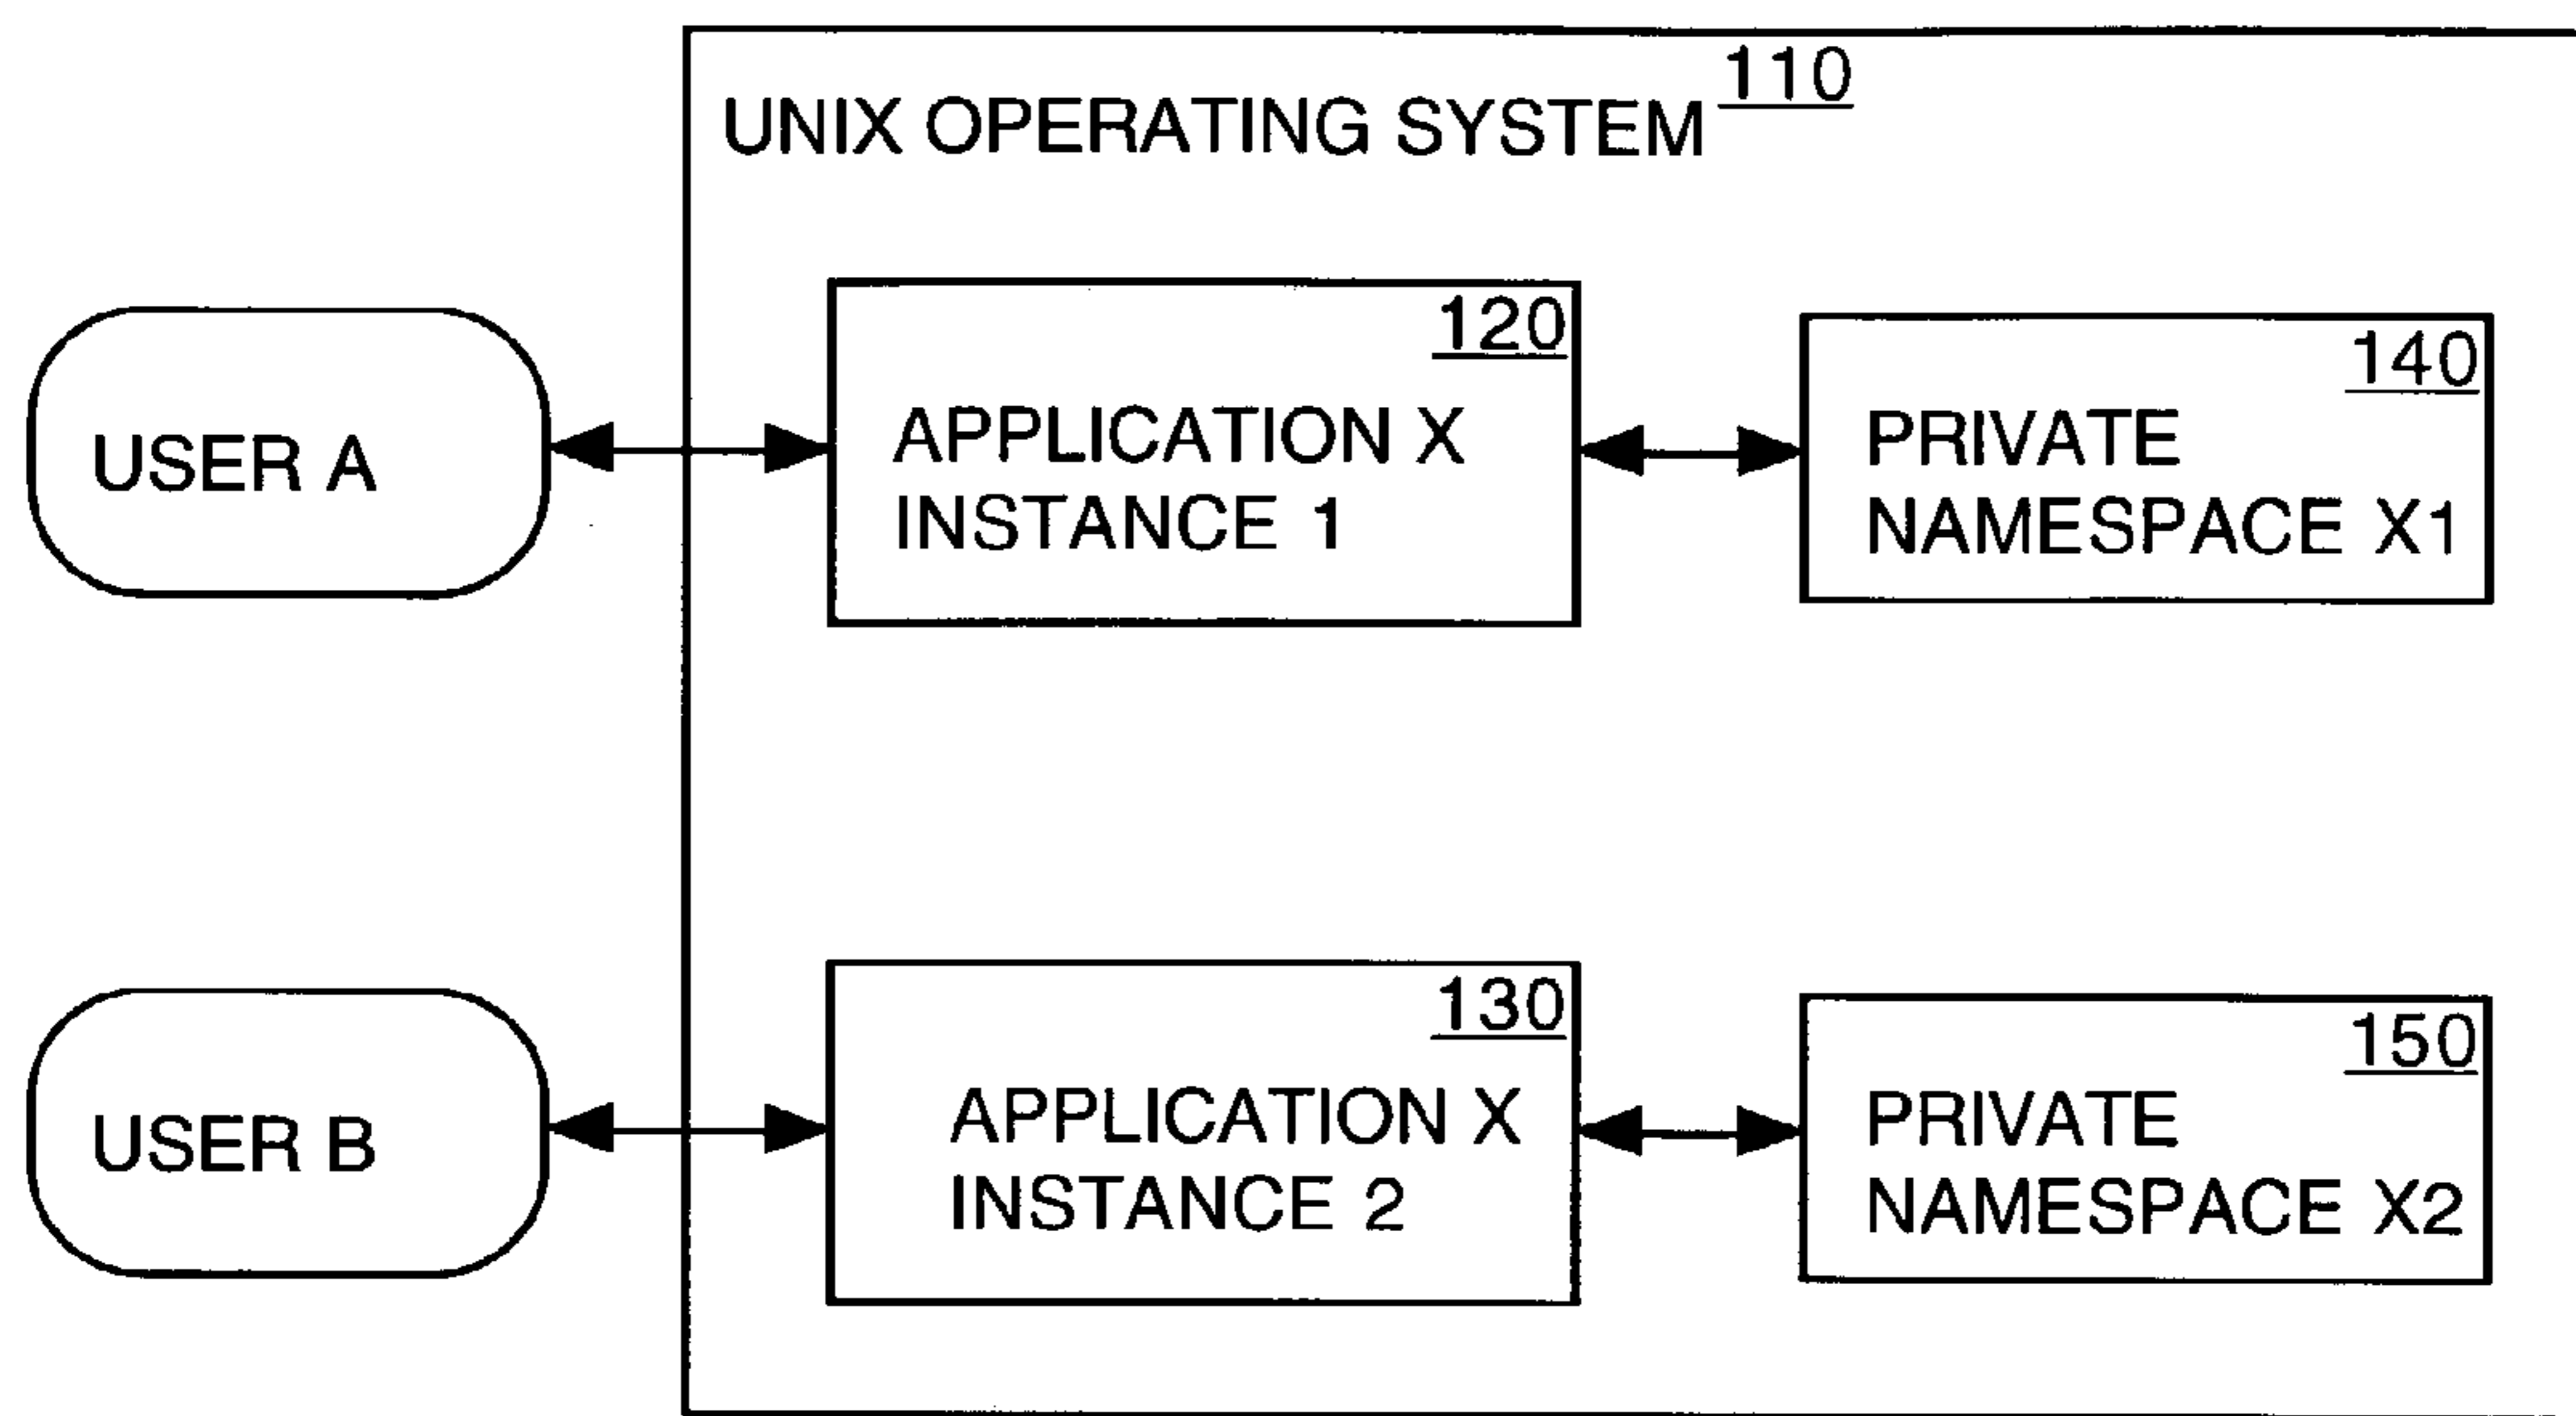 UNIX OPERATING SYSTEM 110
USER A
120
APPLICATION X
INSTANCE 1
140
PRIVATE
NAMESPACE X1
USER B
130
APPLICATION X
INSTANCE 2
150
PRIVATE
NAMESPACE X2